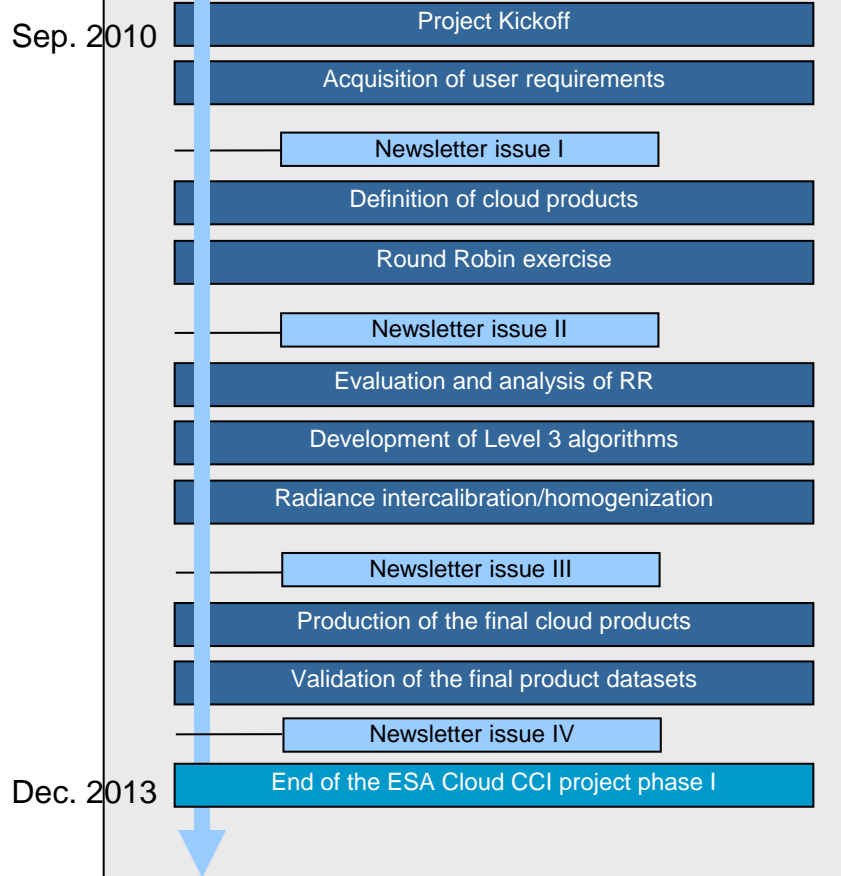 Project Kickoff
Sep. 2010
Acquisition of user requirements
Newsletter issue I
Definition of cloud products
Round Robin exercise
Newsletter issue II
Evaluation and analysis of RR
Development of Level 3 algorithms
Radiance intercalibration/homogenization
Newsletter issue III
Production of the final cloud products
Validation of the final product datasets
Newsletter issue IV
End of the ESA Cloud CCI project phase I
Dec. 2013